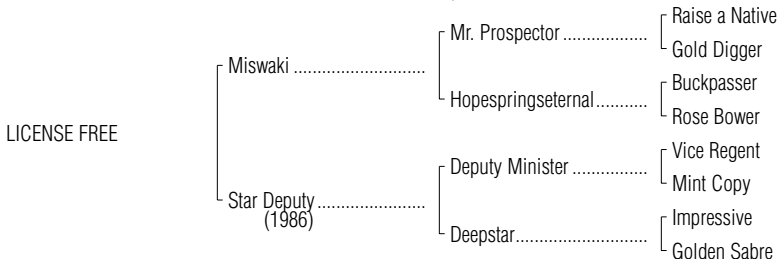 Raise a Native
Mr. Prospector ....................
Gold Digger
Miswaki ............................
Buckpasser
Hopespringseternal............
Rose Bower
LICENSE FREE
Vice Regent
Deputy Minister ..................
Mint Copy
Star Deputy.......................
(1986)
Impressive
Deepstar............................
Golden Sabre